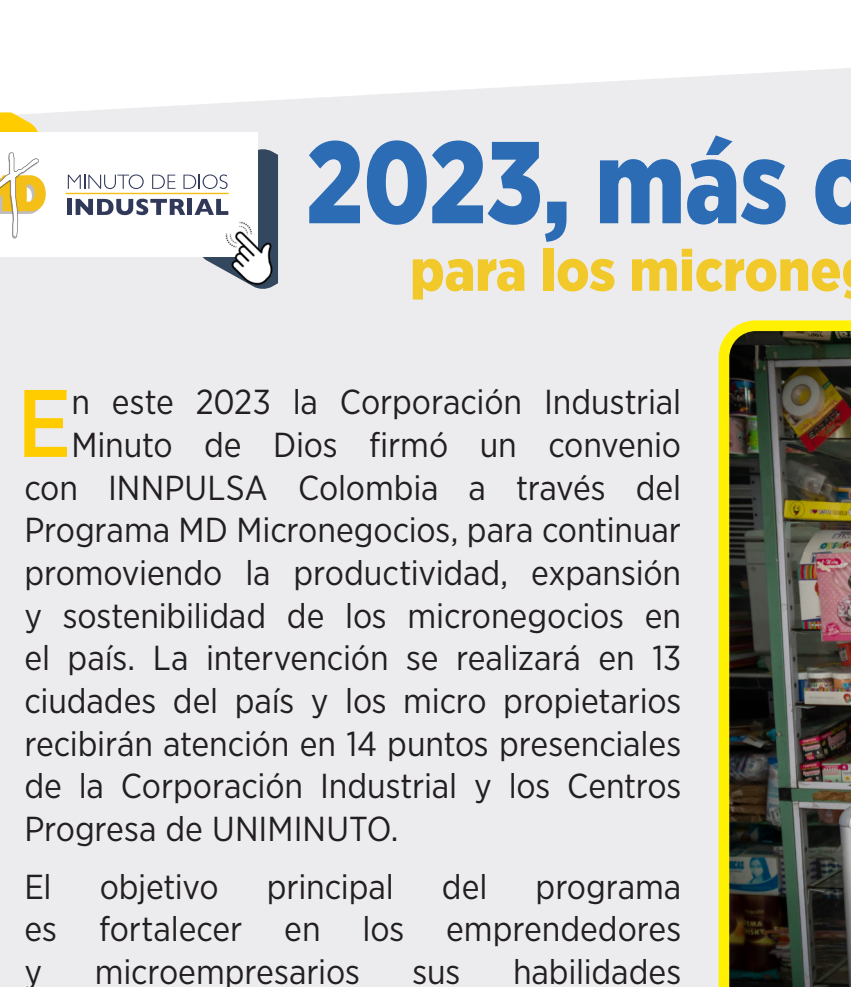 MINUTO DE DIOS
INDUSTRIAL
2023, más
para los
En este 2023 la Corporación Industrial
Minuto de Dios firmó un convenio
con INNPULSA Colombia a través del
Programa MD Micronegocios, para continuar
promoviendo la productividad, expansión
y sostenibilidad de los micronegocios en
el país. La intervención se realizará en 13
ciudades del país y los micro propietarios
recibirán atención en 14 puntos presenciales
de la Corporación Industrial y los Centros
Progresa de UNIMINUTO.
El objetivo principal del programa
es fortalecer en los emprendedores
y microempresarios sus habilidades